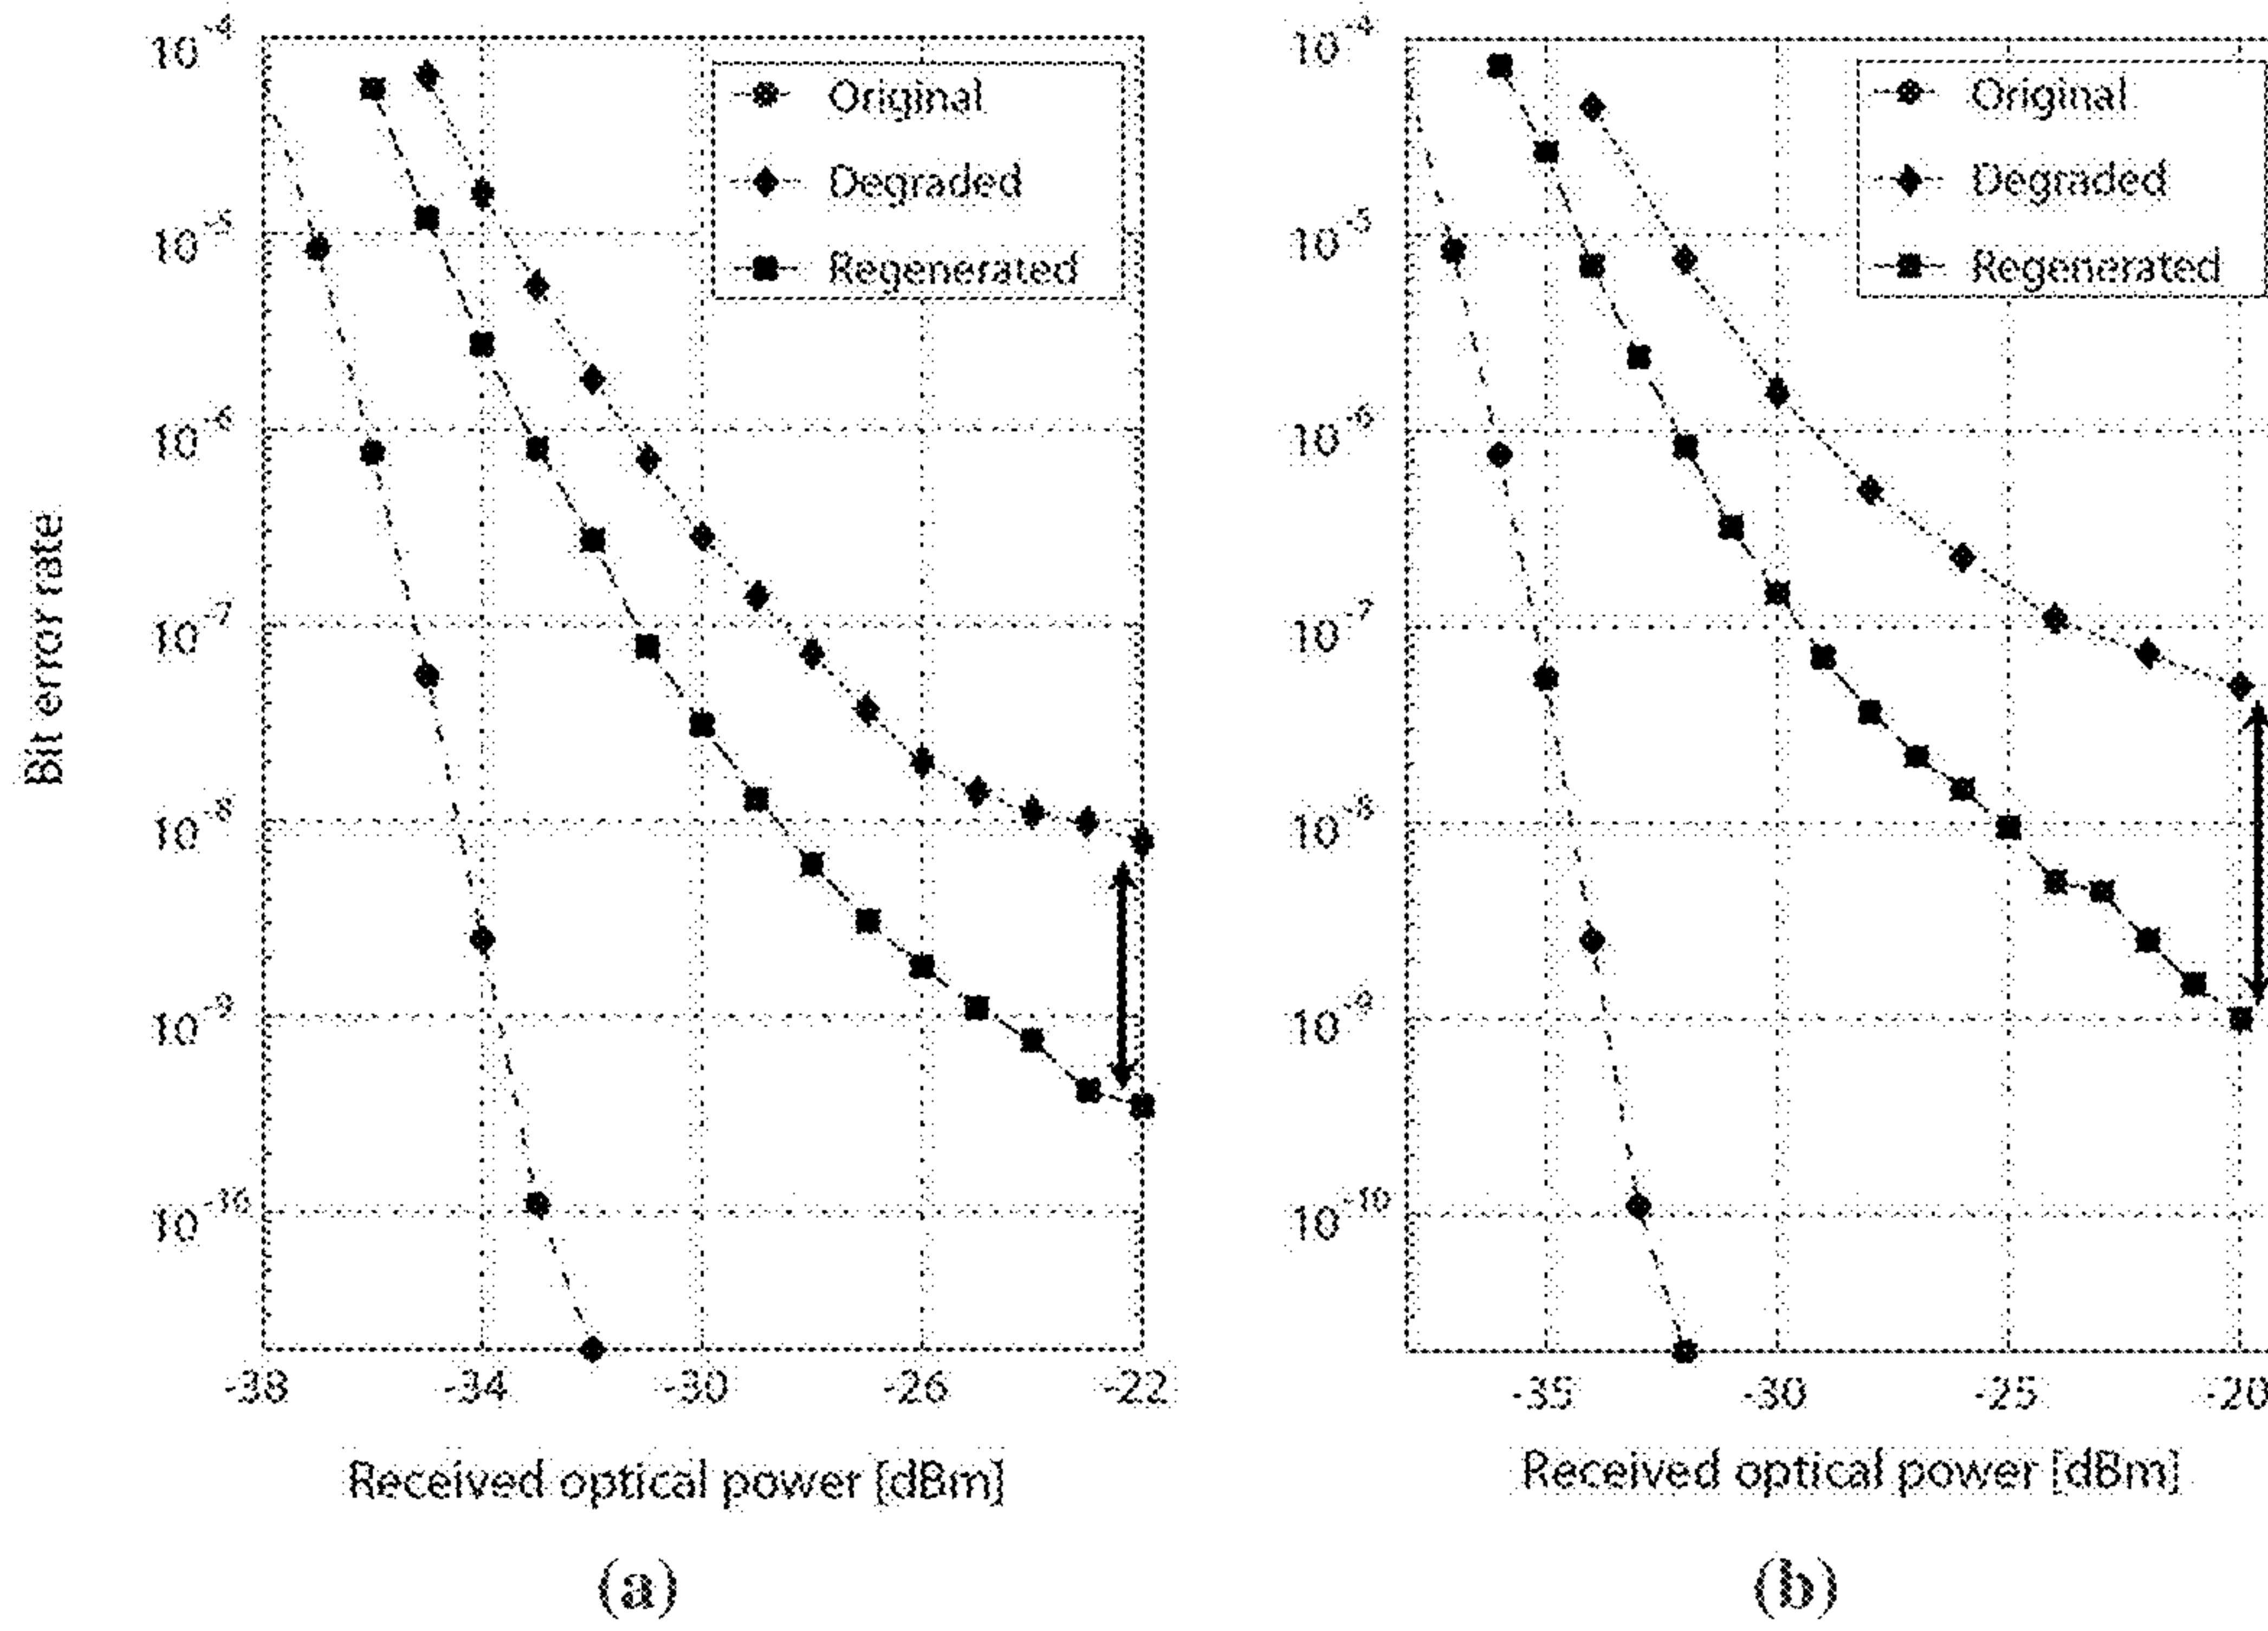 10^-4
10^-5
10^-6
10^-7
10^-8
10^-9
10^-10
Bit error rate
Original
Degraded
Regenerated
-38 -34 -30 -26 -22
Received optical power [dBm]
(a)
10^-4
10^-5
10^-6
10^-7
10^-8
10^-9
10^-10
Original
Degraded
Regenerated
-35 -30 -25 -20
Received optical power [dBm]
(b)